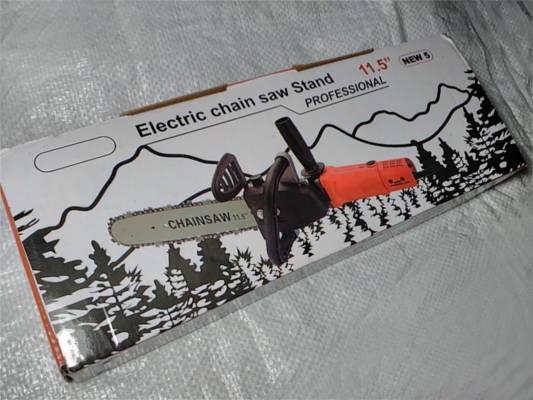 Electric chain saw Stand
11.5"
NEW 5
PROFESSIONAL
CHAINSAW 11.5"